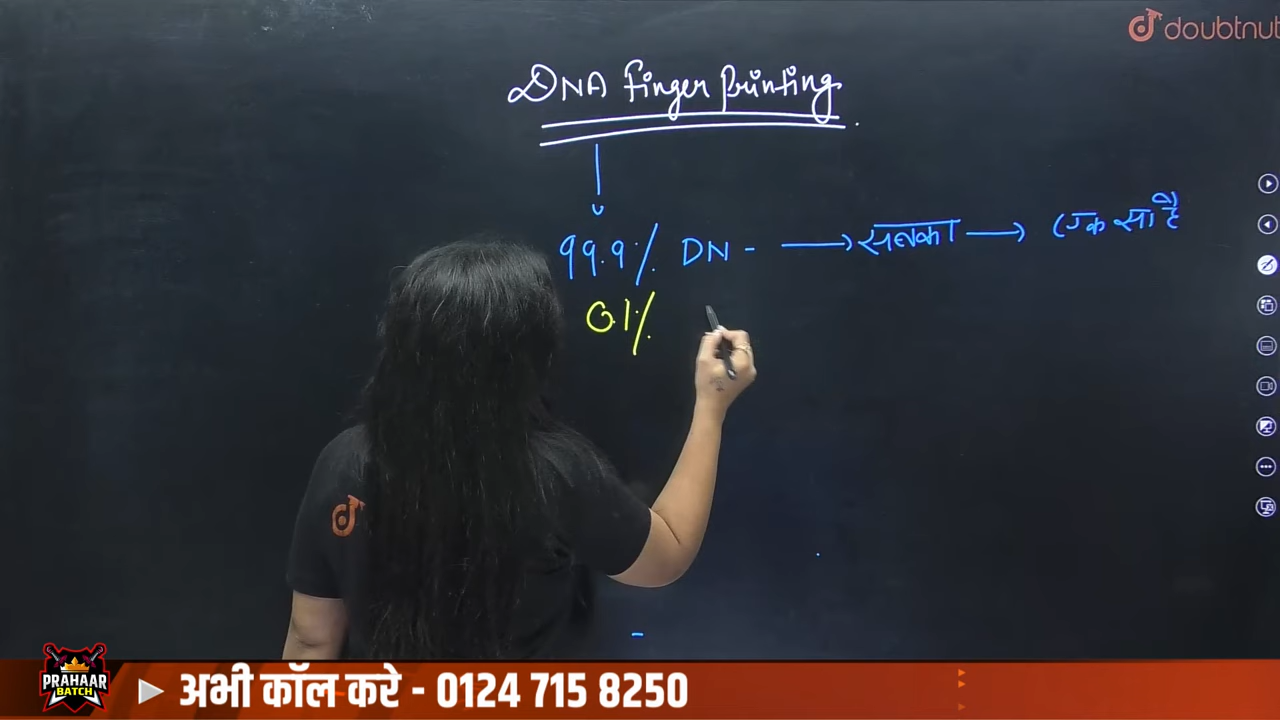 doubtnut
DNA finger printing
99.9% DN - → सबका → एक सा है
0.1%
PRAHAAR
BATCH
अभी कॉल करे - 0124 715 8250